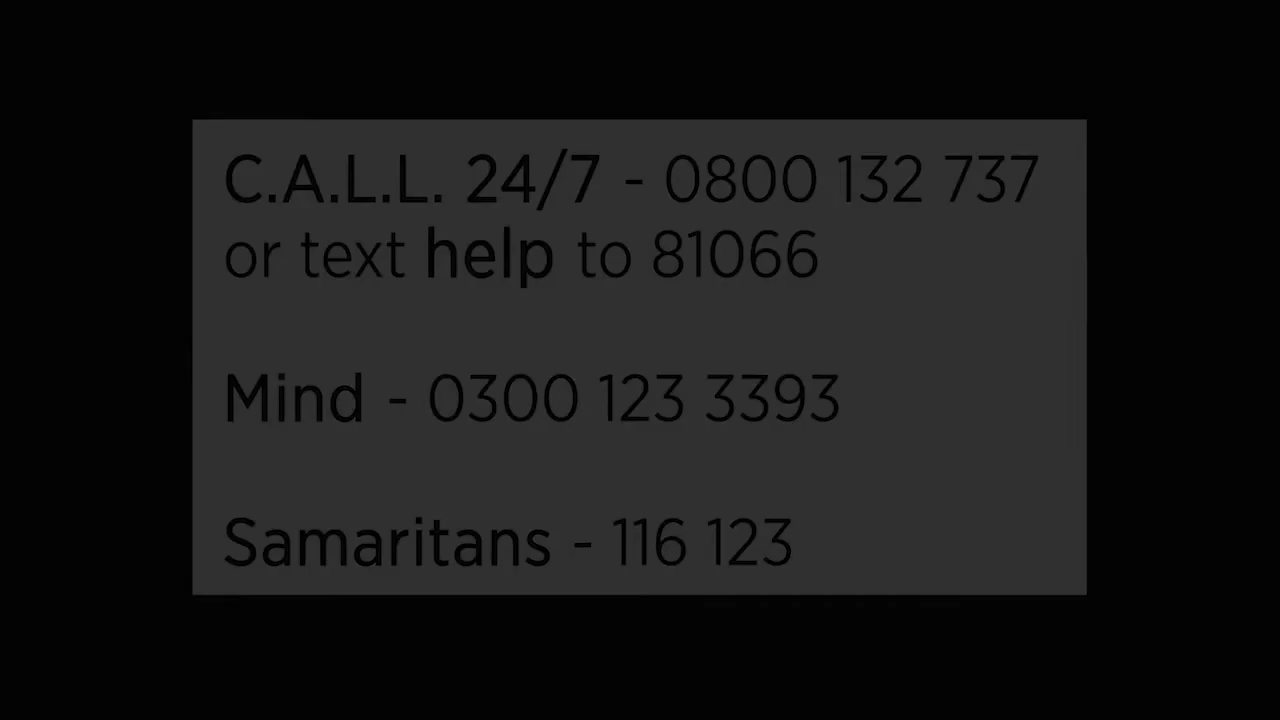 C.A.L.L. 24/7 - 0800 132 737
or text help to 81066
Mind - 0300 123 3393
Samaritans - 116 123